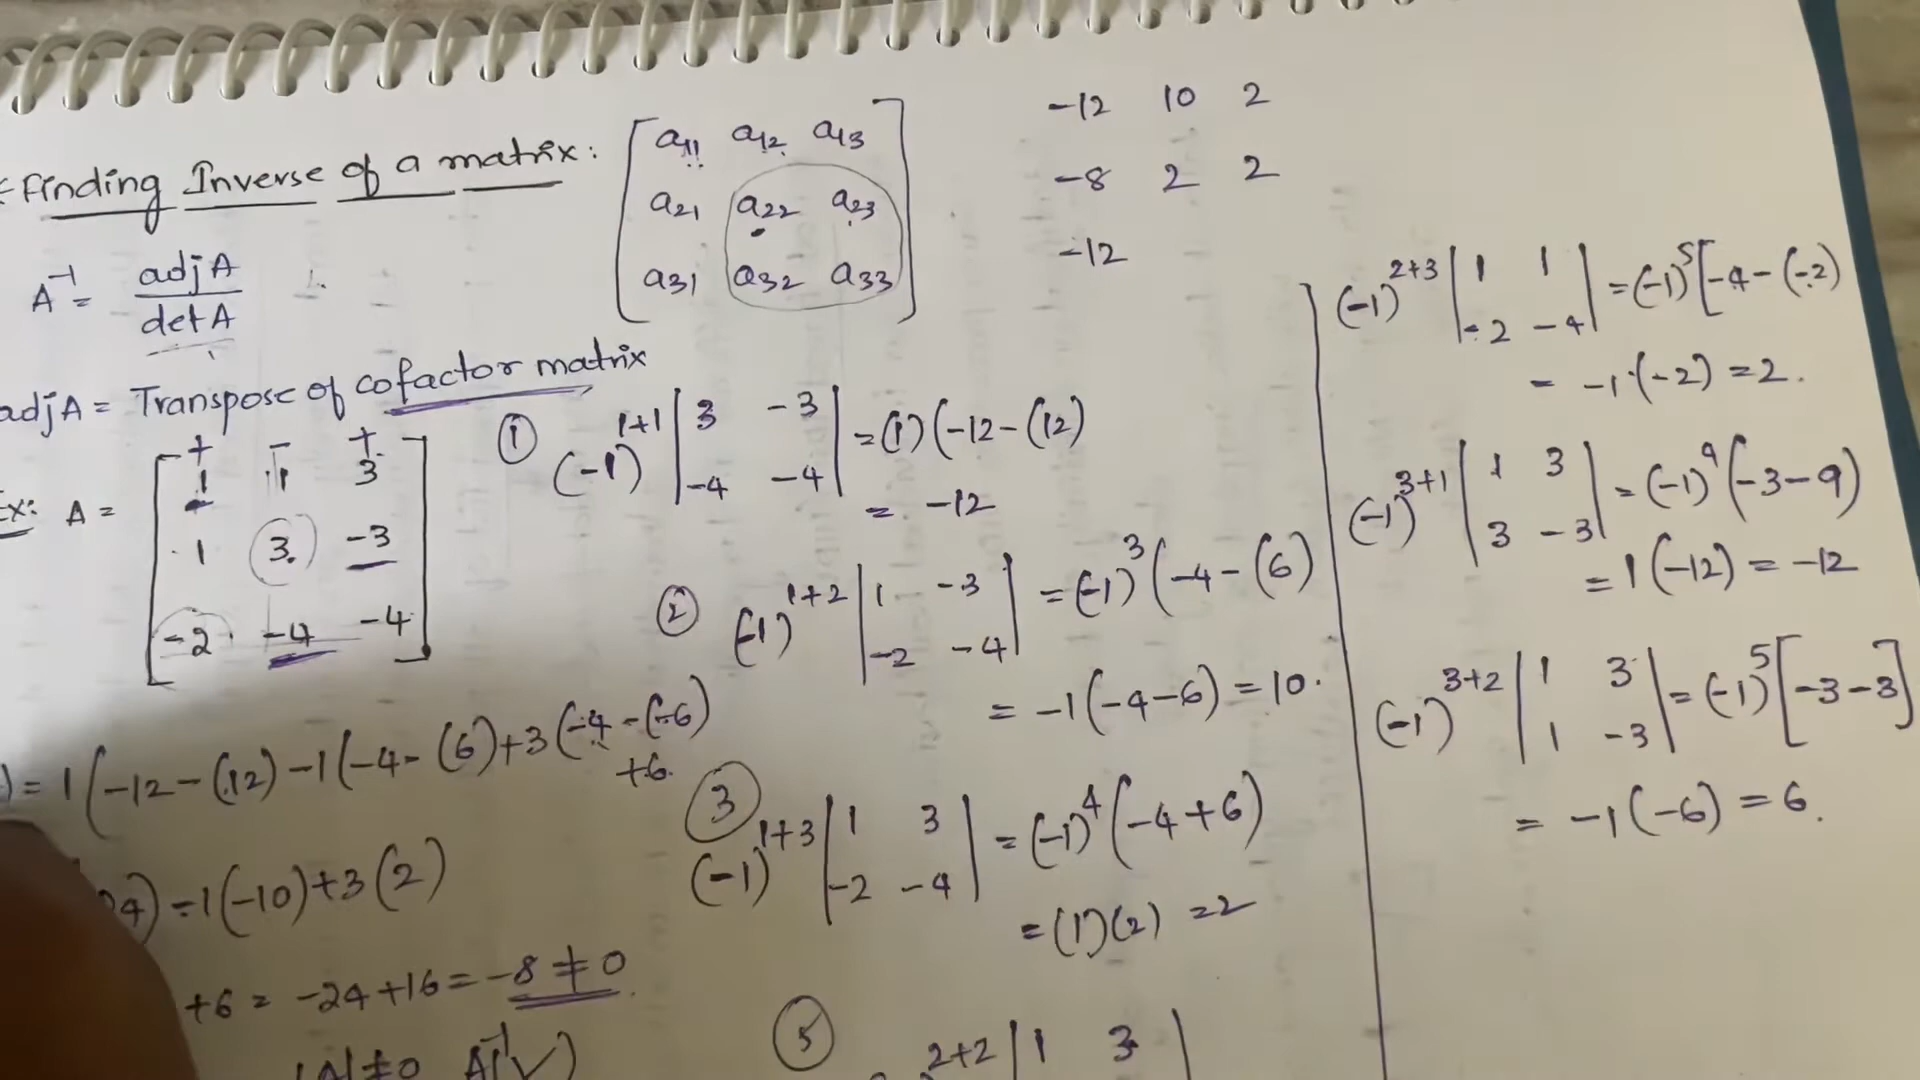 Finding Inverse of a matrix:
a11 a12 a13
a21 a22 a23
a31 a32 a33
-12 10 2
-8 2 2
-12
A⁻¹ = adj A / det A
adj A = Transpose of cofactor matrix
+ - +
Ex: A =
1 1 3
1 3 -3
-2 -4 -4
) = 1(-12-(12)-1(-4-(6)+3(-4-(-6)
+6.
4) = 1(-10)+3(2)
+6 = -24+16 = -8 ≠ 0
|A| ≠ 0 A⁻¹(✓)
① (-1)¹⁺¹ |3 -3|
|-4 -4| = (1)(-12-(12)
= -12
② (-1)¹⁺² |1 -3|
|-2 -4| = (-1)³(-4-(6)
= -1(-4-6) = 10.
③ (-1)¹⁺³ |1 3|
|-2 -4| = (-1)⁴(-4+6)
= (1)(2) = 2
⑤ 2+2 |1 3|
(-1)²⁺³ |1 1|
|-2 -4| = (-1)⁵[-4-(-2)
= -1·(-2) = 2.
(-1)³⁺¹ |1 3|
|3 -3| = (-1)⁴(-3-9)
= 1(-12) = -12
(-1)³⁺² |1 3|
|1 -3| = (-1)⁵[-3-3]
= -1(-6) = 6.